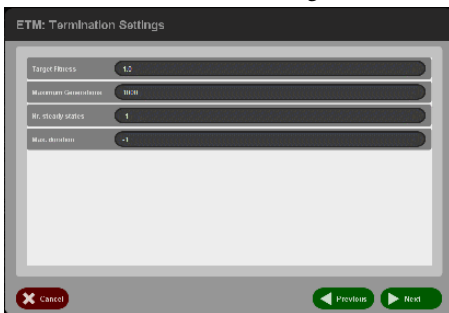 ETM: Termination Settings
Target Fitness 1.0
Maximum Generations 1000
Nr. steady states -1
Max. duration -1
Cancel Previous Next